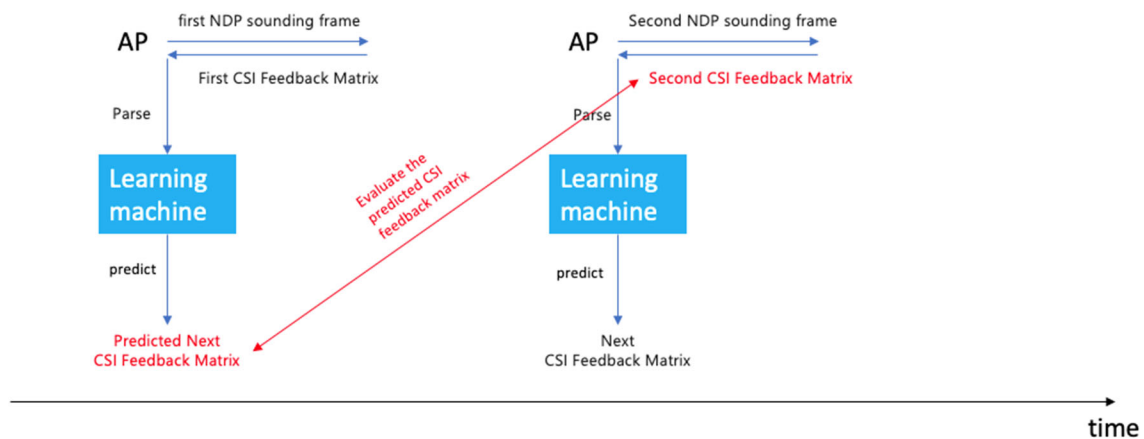 first NDP sounding frame
AP
First CSI Feedback Matrix
Parse
Learning
machine
predict
Predicted Next
CSI Feedback Matrix
Evaluate the
predicted CSI
feedback matrix
Second NDP sounding frame
AP
Second CSI Feedback Matrix
Parse
Learning
machine
predict
Next
CSI Feedback Matrix
time